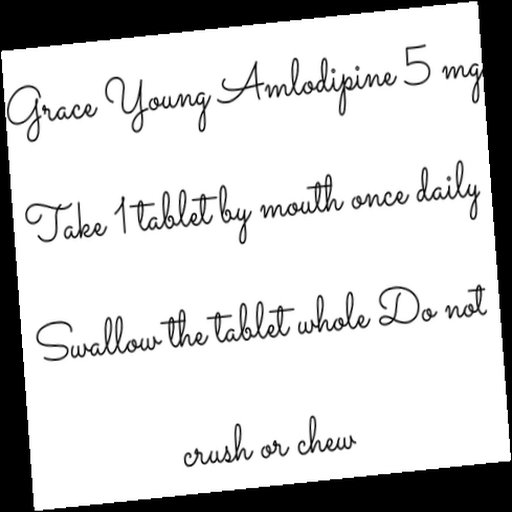 Grace Young Amlodipine 5 mg
Take 1 tablet by mouth once daily
Swallow the tablet whole Do not
crush or chew